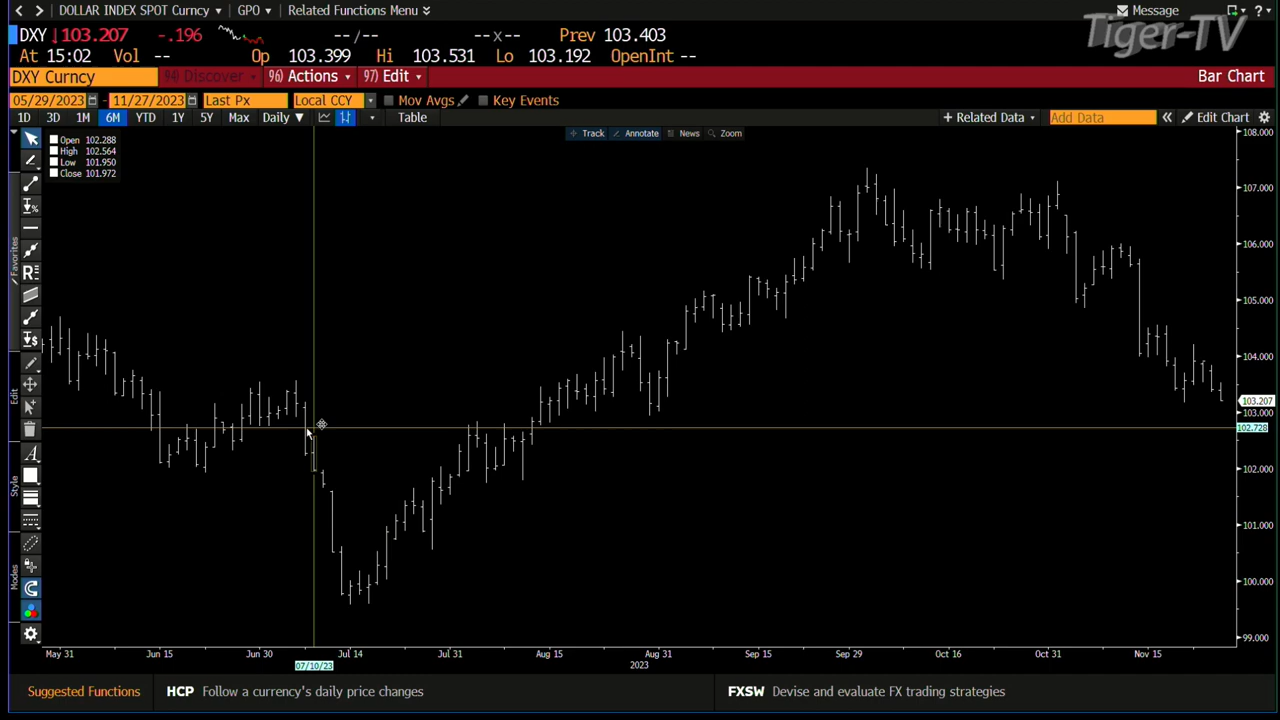 DOLLAR INDEX SPOT Curncy GPO Related Functions Menu Message
Tiger-TV
DXY 103.207 -.196 -- / -- -- x -- Prev 103.403
At 15:02 Vol -- Op 103.399 Hi 103.531 Lo 103.192 OpenInt --
DXY Curncy 94) Discover 96) Actions 97) Edit Bar Chart
05/29/2023 - 11/27/2023 Last Px Local CCY Mov Avgs Key Events
1D 3D 1M 6M YTD 1Y 5Y Max Daily Table + Related Data Add Data Edit Chart
Track Annotate News Zoom
Open 102.288
High 102.564
Low 101.950
Close 101.972
Favorites
Edit
Style
Modes
108.000
107.000
106.000
105.000
104.000
103.207
103.000
102.728
102.000
101.000
100.000
99.000
May 31 Jun 15 Jun 30 Jul 14 Jul 31 Aug 15 Aug 31 Sep 15 Sep 29 Oct 16 Oct 31 Nov 15
07/10/23 2023
Suggested Functions HCP Follow a currency's daily price changes FXSW Devise and evaluate FX trading strategies